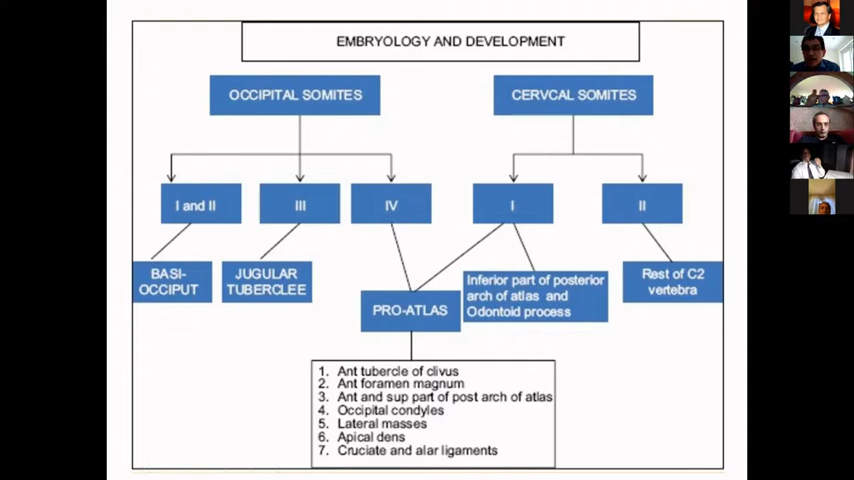 EMBRYOLOGY AND DEVELOPMENT
OCCIPITAL SOMITES
CERVCAL SOMITES
I and II
III
IV
I
II
BASI-
OCCIPUT
JUGULAR
TUBERCLEE
PRO-ATLAS
Inferior part of posterior
arch of atlas and
Odontoid process
Rest of C2
vertebra
1. Ant tubercle of clivus
2. Ant foramen magnum
3. Ant and sup part of post arch of atlas
4. Occipital condyles
5. Lateral masses
6. Apical dens
7. Cruciate and alar ligaments